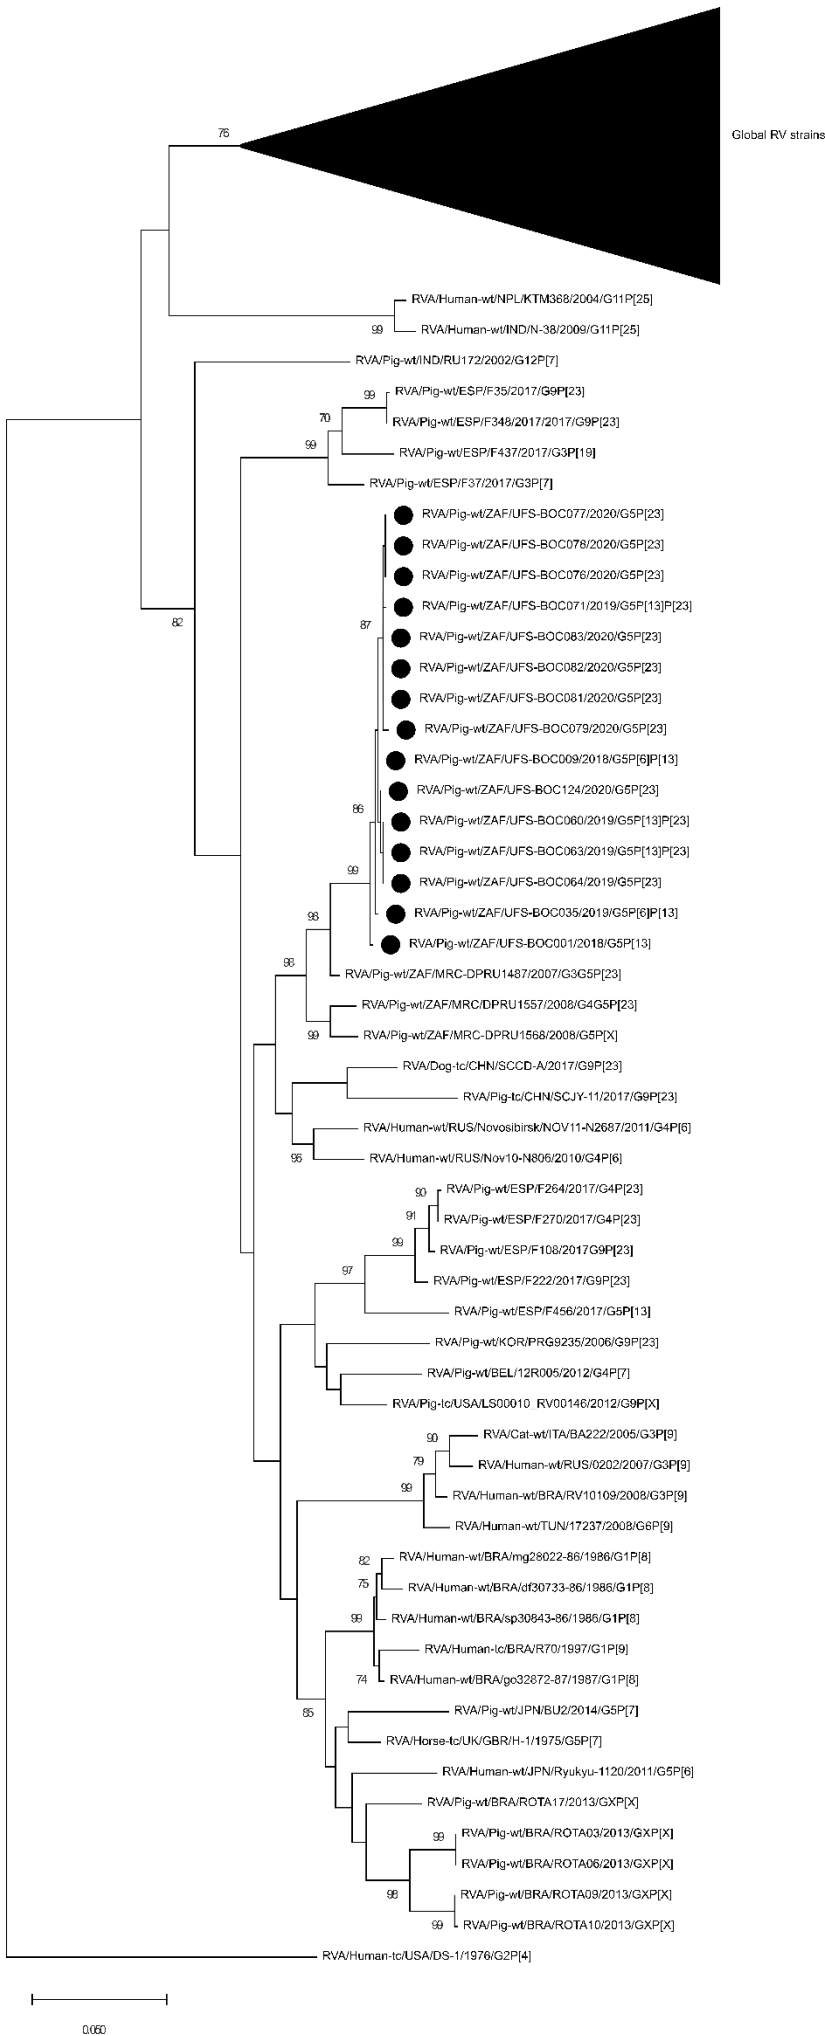 76
Global RV strains
RVA/Human-wt/NPL/KTM368/2004/G11P[25]
99
RVA/Human-wt/IND/N-38/2009/G11P[25]
RVA/Pig-wt/IND/RU172/2002/G12P[7]
99
RVA/Pig-wt/ESP/F35/2017/G9P[23]
70
RVA/Pig-wt/ESP/F348/2017/2017/G9P[23]
99
RVA/Pig-wt/ESP/F437/2017/G3P[19]
RVA/Pig-wt/ESP/F37/2017/G3P[7]
RVA/Pig-wt/ZAF/UFS-BOC077/2020/G5P[23]
RVA/Pig-wt/ZAF/UFS-BOC078/2020/G5P[23]
RVA/Pig-wt/ZAF/UFS-BOC076/2020/G5P[23]
RVA/Pig-wt/ZAF/UFS-BOC071/2019/G5P[13]P[23]
82
87
RVA/Pig-wt/ZAF/UFS-BOC083/2020/G5P[23]
RVA/Pig-wt/ZAF/UFS-BOC082/2020/G5P[23]
RVA/Pig-wt/ZAF/UFS-BOC081/2020/G5P[23]
RVA/Pig-wt/ZAF/UFS-BOC079/2020/G5P[23]
RVA/Pig-wt/ZAF/UFS-BOC009/2018/G5P[6]P[13]
RVA/Pig-wt/ZAF/UFS-BOC124/2020/G5P[23]
86
RVA/Pig-wt/ZAF/UFS-BOC060/2019/G5P[13]P[23]
RVA/Pig-wt/ZAF/UFS-BOC063/2019/G5P[13]P[23]
99
RVA/Pig-wt/ZAF/UFS-BOC064/2019/G5P[23]
98
RVA/Pig-wt/ZAF/UFS-BOC035/2019/G5P[6]P[13]
RVA/Pig-wt/ZAF/UFS-BOC001/2018/G5P[13]
98
RVA/Pig-wt/ZAF/MRC-DPRU1487/2007/G3G5P[23]
RVA/Pig-wt/ZAF/MRC/DPRU1557/2008/G4G5P[23]
99
RVA/Pig-wt/ZAF/MRC-DPRU1568/2008/G5P[X]
RVA/Dog-tc/CHN/SCCD-A/2017/G9P[23]
RVA/Pig-tc/CHN/SCJY-11/2017/G9P[23]
RVA/Human-wt/RUS/Novosibirsk/NOV11-N2687/2011/G4P[6]
96
RVA/Human-wt/RUS/Nov10-N806/2010/G4P[6]
90
RVA/Pig-wt/ESP/F264/2017/G4P[23]
91
RVA/Pig-wt/ESP/F270/2017/G4P[23]
99
RVA/Pig-wt/ESP/F108/2017G9P[23]
97
RVA/Pig-wt/ESP/F222/2017/G9P[23]
RVA/Pig-wt/ESP/F456/2017/G5P[13]
RVA/Pig-wt/KOR/PRG9235/2006/G9P[23]
RVA/Pig-wt/BEL/12R005/2012/G4P[7]
RVA/Pig-tc/USA/LS00010_RV00146/2012/G9P[X]
90
RVA/Cat-wt/ITA/BA222/2005/G3P[9]
79
RVA/Human-wt/RUS/0202/2007/G3P[9]
99
RVA/Human-wt/BRA/RV10109/2008/G3P[9]
RVA/Human-wt/TUN/17237/2008/G6P[9]
82
RVA/Human-wt/BRA/mg28022-86/1986/G1P[8]
75
RVA/Human-wt/BRA/df30733-86/1986/G1P[8]
99
RVA/Human-wt/BRA/sp30843-86/1986/G1P[8]
RVA/Human-tc/BRA/R70/1997/G1P[9]
74
RVA/Human-wt/BRA/go32872-87/1987/G1P[8]
85
RVA/Pig-wt/JPN/BU2/2014/G5P[7]
RVA/Horse-tc/UK/GBR/H-1/1975/G5P[7]
RVA/Human-wt/JPN/Ryukyu-1120/2011/G5P[6]
RVA/Pig-wt/BRA/ROTA17/2013/GXP[X]
99
RVA/Pig-wt/BRA/ROTA03/2013/GXP[X]
RVA/Pig-wt/BRA/ROTA06/2013/GXP[X]
98
RVA/Pig-wt/BRA/ROTA09/2013/GXP[X]
99
RVA/Pig-wt/BRA/ROTA10/2013/GXP[X]
RVA/Human-tc/USA/DS-1/1976/G2P[4]
0.050